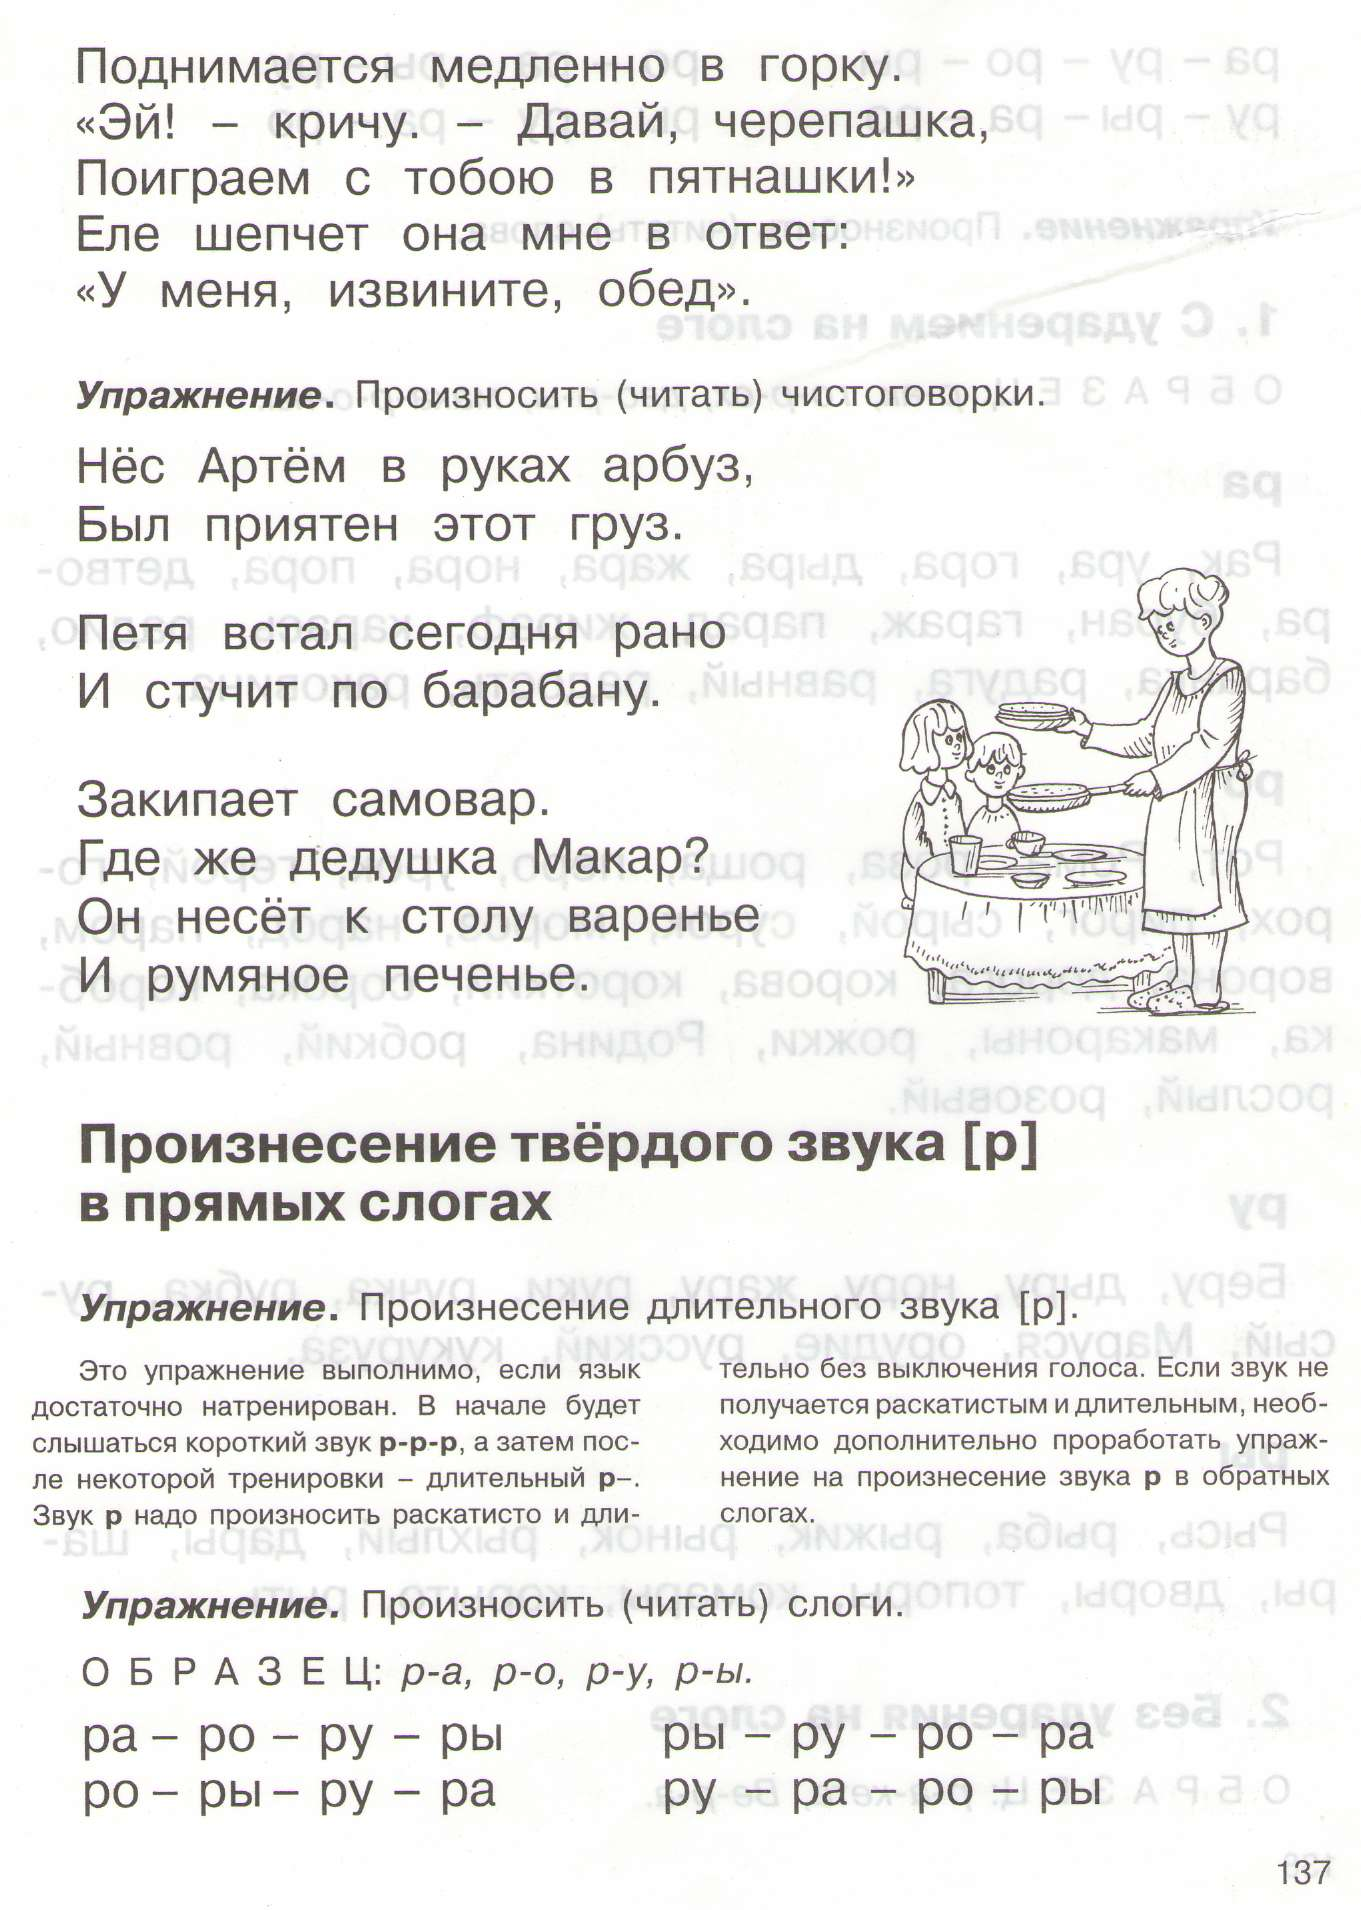 Поднимается медленно в горку.
«Эй! – кричу. – Давай, черепашка,
Поиграем с тобою в пятнашки!»
Еле шепчет она мне в ответ:
«У меня, извините, обед».
Упражнение. Произносить (читать) чистоговорки.
Нёс Артём в руках арбуз,
Был приятен этот груз.
Петя встал сегодня рано
И стучит по барабану.
Закипает самовар.
Где же дедушка Макар?
Он несёт к столу варенье
И румяное печенье.
Произнесение твёрдого звука [р]
в прямых слогах
Упражнение. Произнесение длительного звука [р].
Это упражнение выполнимо, если язык
достаточно натренирован. В начале будет
слышаться короткий звук р-р-р, а затем пос-
ле некоторой тренировки – длительный р–.
Звук р надо произносить раскатисто и дли-
тельно без выключения голоса. Если звук не
получается раскатистым и длительным, необ-
ходимо дополнительно проработать упраж-
нение на произнесение звука р в обратных
слогах.
Упражнение. Произносить (читать) слоги.
О Б Р А З Е Ц: р-а, р-о, р-у, р-ы.
ра – ро – ру – ры
ро – ры – ру – ра
ры – ру – ро – ра
ру – ра – ро – ры
137